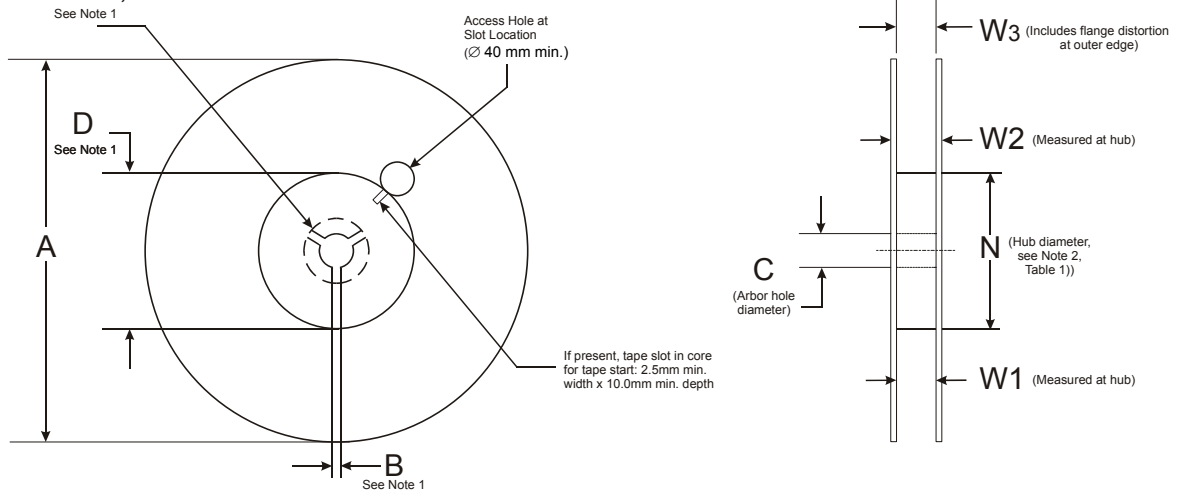 See Note 1
Access Hole at
Slot Location
(∅ 40 mm min.)
D
See Note 1
A
If present, tape slot in core
for tape start: 2.5mm min.
width x 10.0mm min. depth
B
See Note 1
W3 (Includes flange distortion
at outer edge)
W2 (Measured at hub)
N (Hub diameter,
see Note 2,
Table 1))
C
(Arbor hole
diameter)
W1 (Measured at hub)